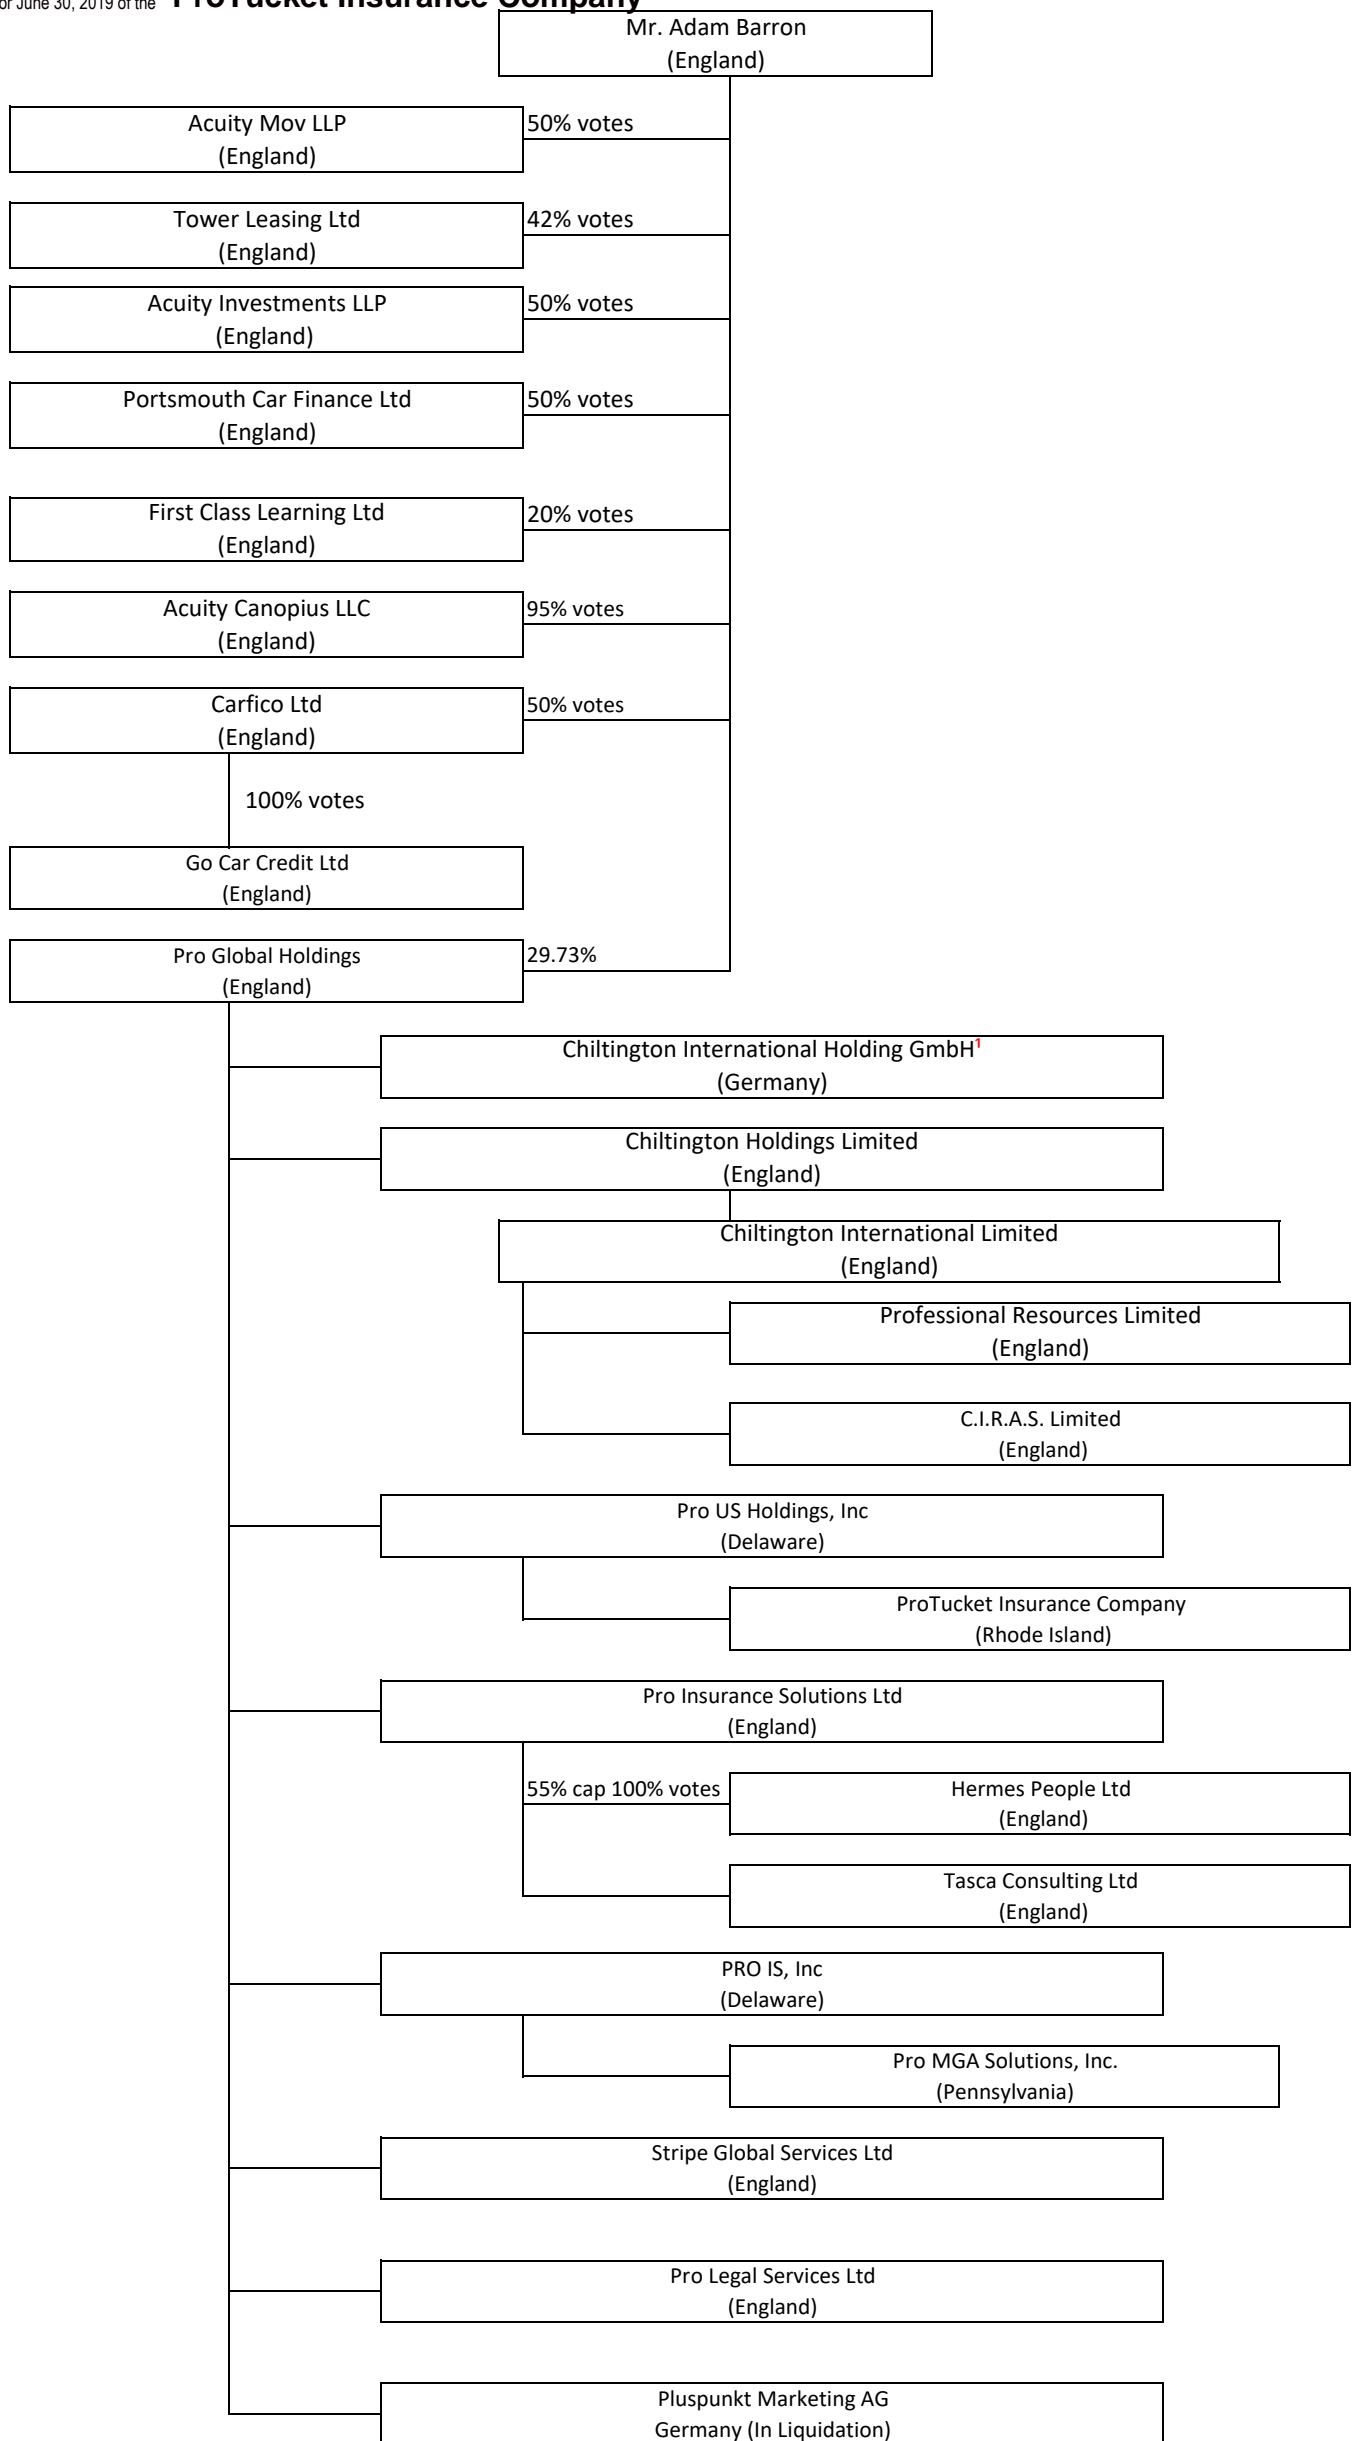 or June 30, 2019 of the ProTucket Insurance Company
Mr. Adam Barron
(England)
Acuity Mov LLP
(England)
50% votes
Tower Leasing Ltd
(England)
42% votes
Acuity Investments LLP
(England)
50% votes
Portsmouth Car Finance Ltd
(England)
50% votes
First Class Learning Ltd
(England)
20% votes
Acuity Canopius LLC
(England)
95% votes
Carfico Ltd
(England)
50% votes
100% votes
Go Car Credit Ltd
(England)
Pro Global Holdings
(England)
29.73%
Chiltington International Holding GmbH¹
(Germany)
Chiltington Holdings Limited
(England)
Chiltington International Limited
(England)
Professional Resources Limited
(England)
C.I.R.A.S. Limited
(England)
Pro US Holdings, Inc
(Delaware)
ProTucket Insurance Company
(Rhode Island)
Pro Insurance Solutions Ltd
(England)
55% cap 100% votes
Hermes People Ltd
(England)
Tasca Consulting Ltd
(England)
PRO IS, Inc
(Delaware)
Pro MGA Solutions, Inc.
(Pennsylvania)
Stripe Global Services Ltd
(England)
Pro Legal Services Ltd
(England)
Pluspunkt Marketing AG
Germany (In Liquidation)